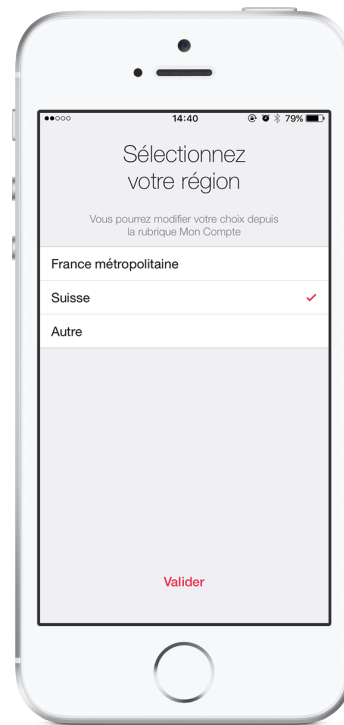 14:40
79%
Sélectionnez
votre région
Vous pourrez modifier votre choix depuis
la rubrique Mon Compte
France métropolitaine
Suisse
Autre
Valider